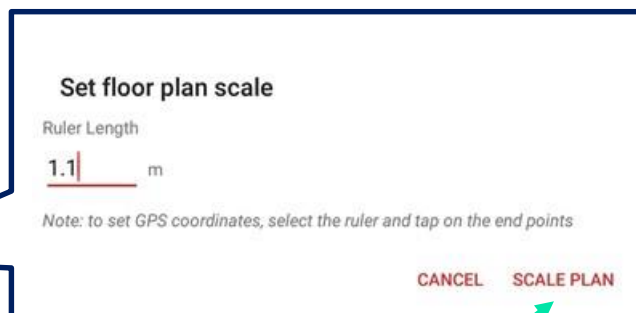 Set floor plan scale
Ruler Length
1.1 m
Note: to set GPS coordinates, select the ruler and tap on the end points
CANCEL SCALE PLAN